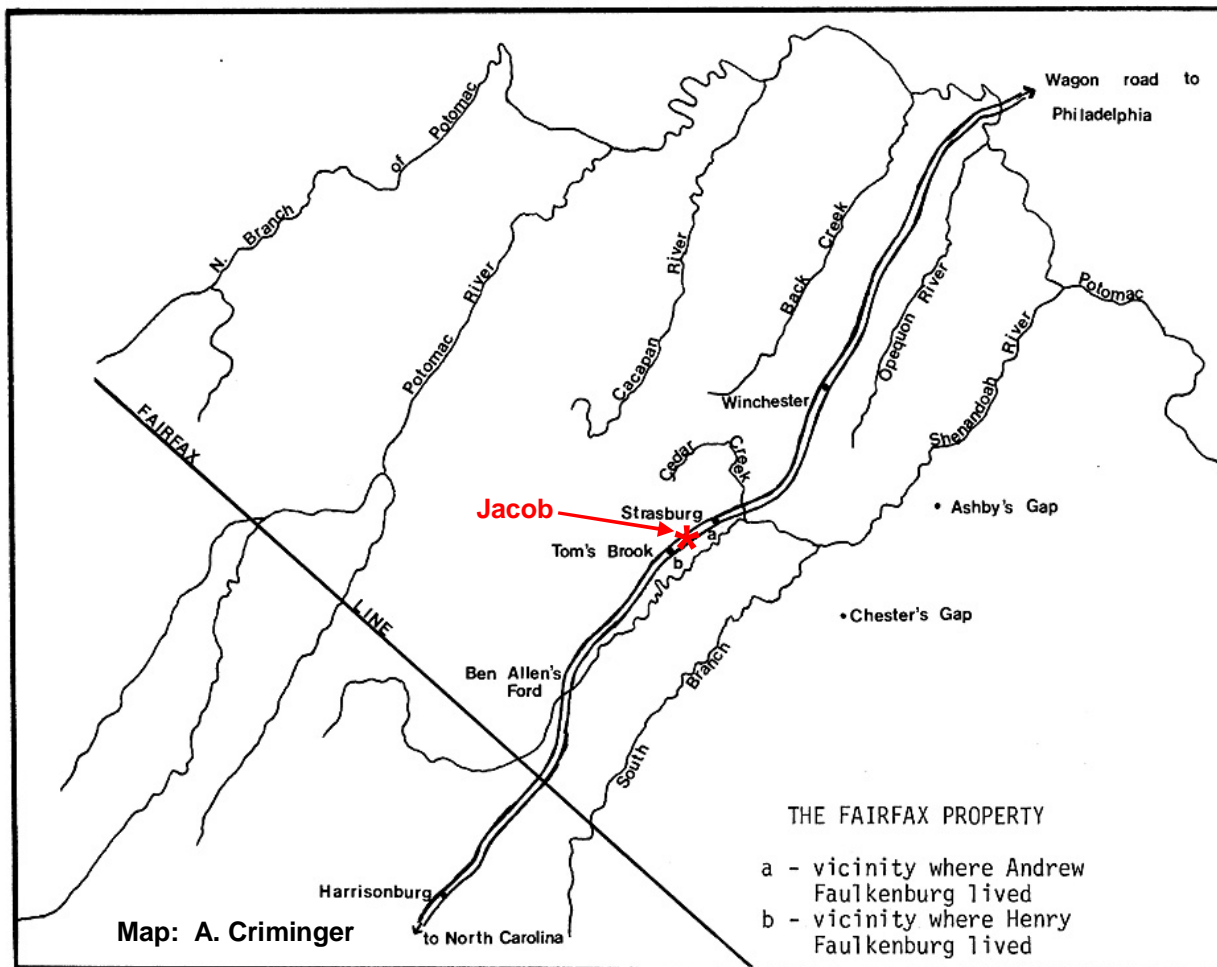 Wagon road to
Philadelphia
N. Branch of Potomac
Potomac River
Cacapan River
Back Creek
Opequon River
Potomac
Shenandoah River
Winchester
Cedar Creek
FAIRFAX LINE
Jacob
Strasburg
a
Ashby's Gap
Tom's Brook
b
Chester's Gap
Ben Allen's
Ford
South Branch
THE FAIRFAX PROPERTY
a - vicinity where Andrew
Faulkenburg lived
b - vicinity where Henry
Faulkenburg lived
Harrisonburg
Map: A. Criminger
to North Carolina